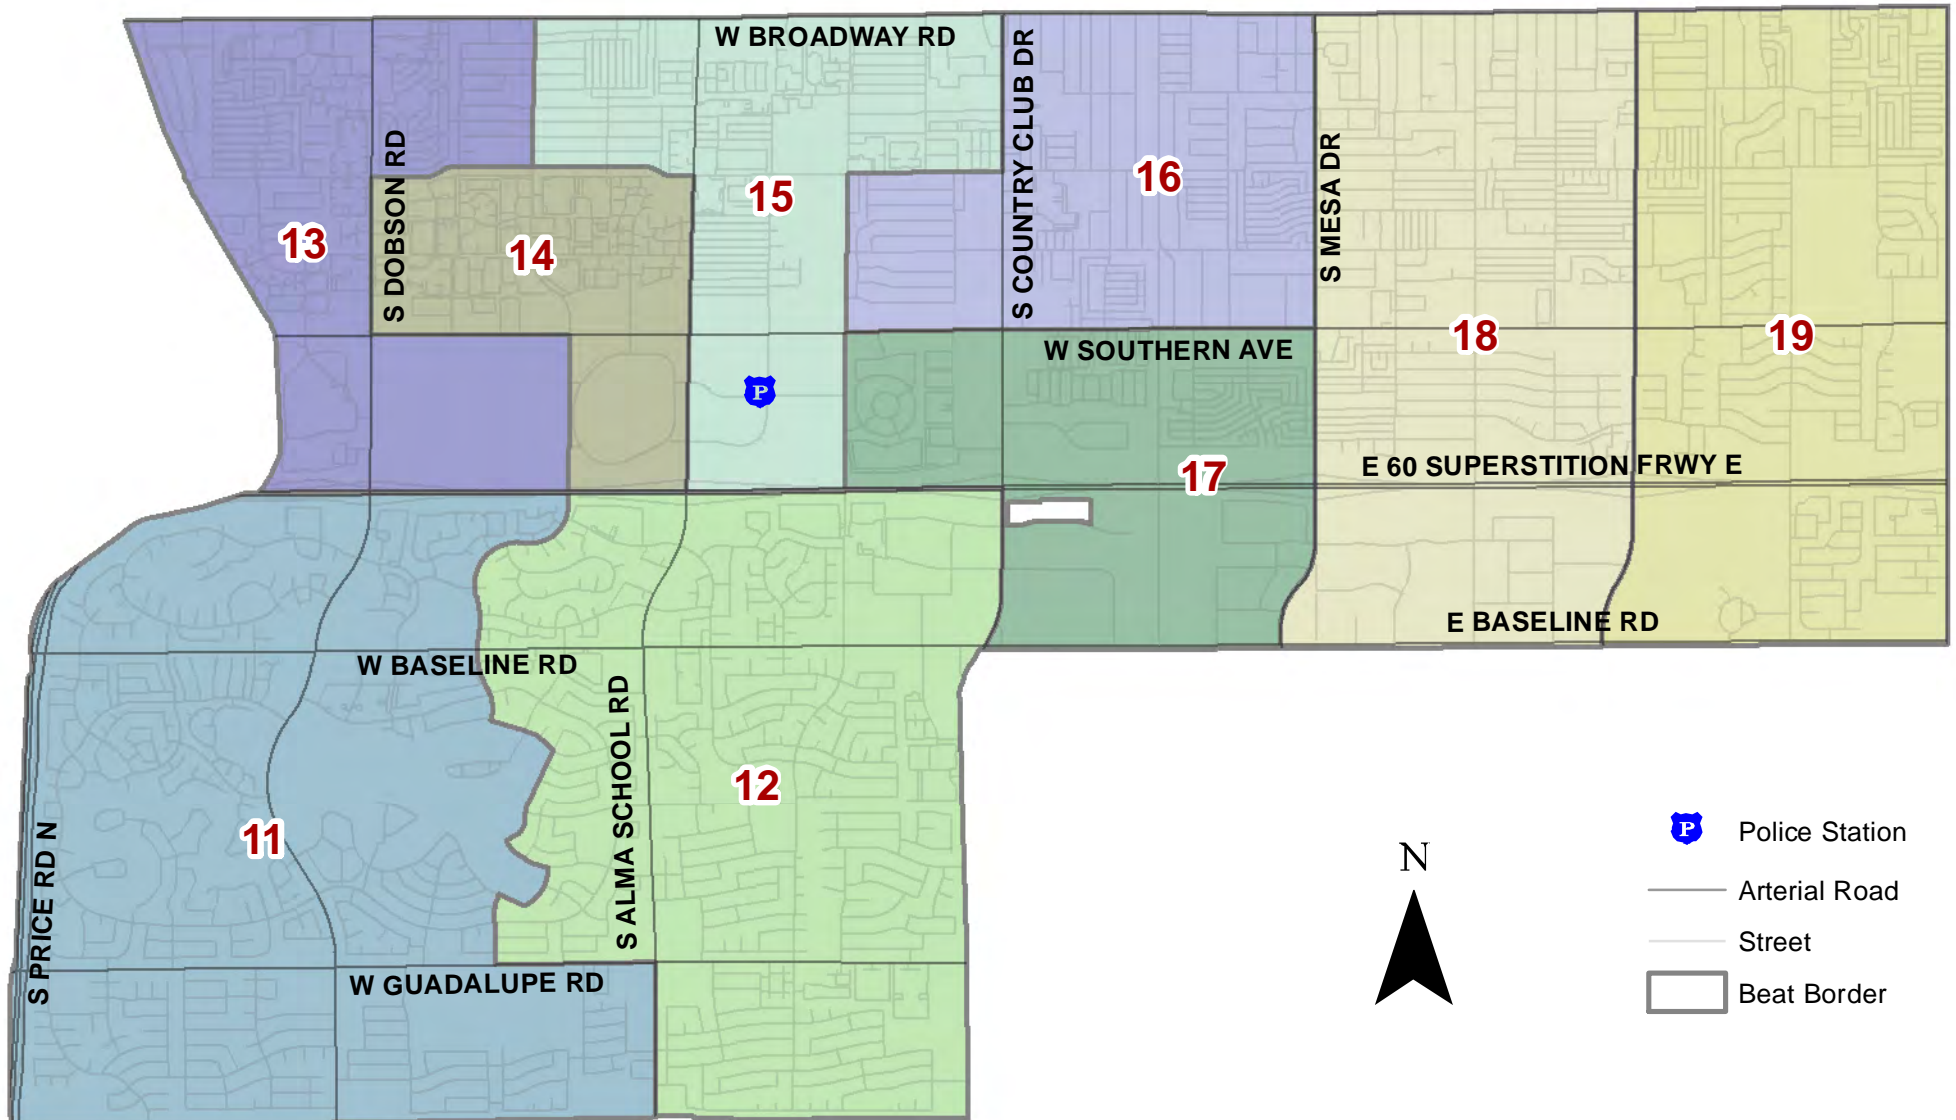 W BROADWAY RD
S COUNTRY CLUB DR
S DOBSON RD
S MESA DR
16
15
13
14
18
19
W SOUTHERN AVE
P
E 60 SUPERSTITION FRWY E
17
E BASELINE RD
W BASELINE RD
S ALMA SCHOOL RD
12
11
S PRICE RD N
W GUADALUPE RD
N
P Police Station
Arterial Road
Street
Beat Border